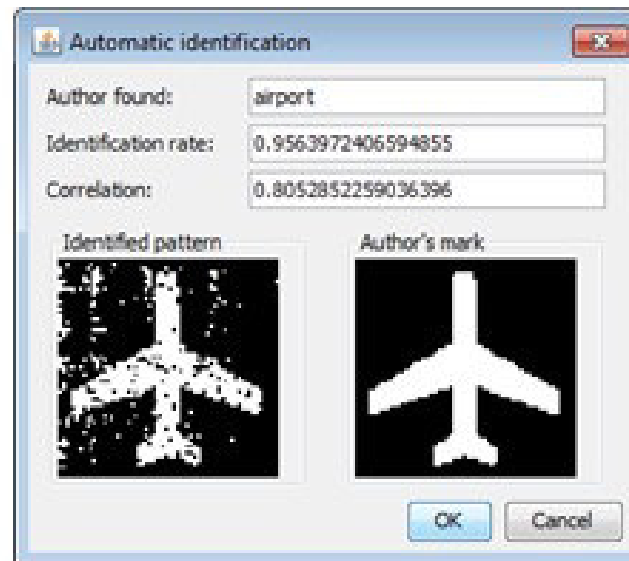 Automatic identification
Author found: airport
Identification rate: 0.9563972406594855
Correlation: 0.8052852259036396
Identified pattern Author's mark
OK Cancel